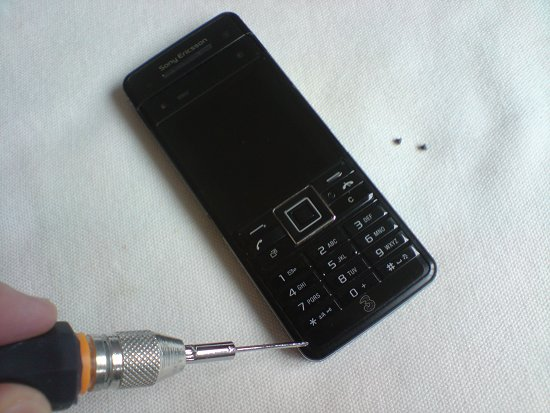 Sony Ericsson
C
1
2 ABC
3 DEF
4 GHI
5 JKL
6 MNO
7 PQRS
8 TUV
9 WXYZ
* a/A
0 +
#
3